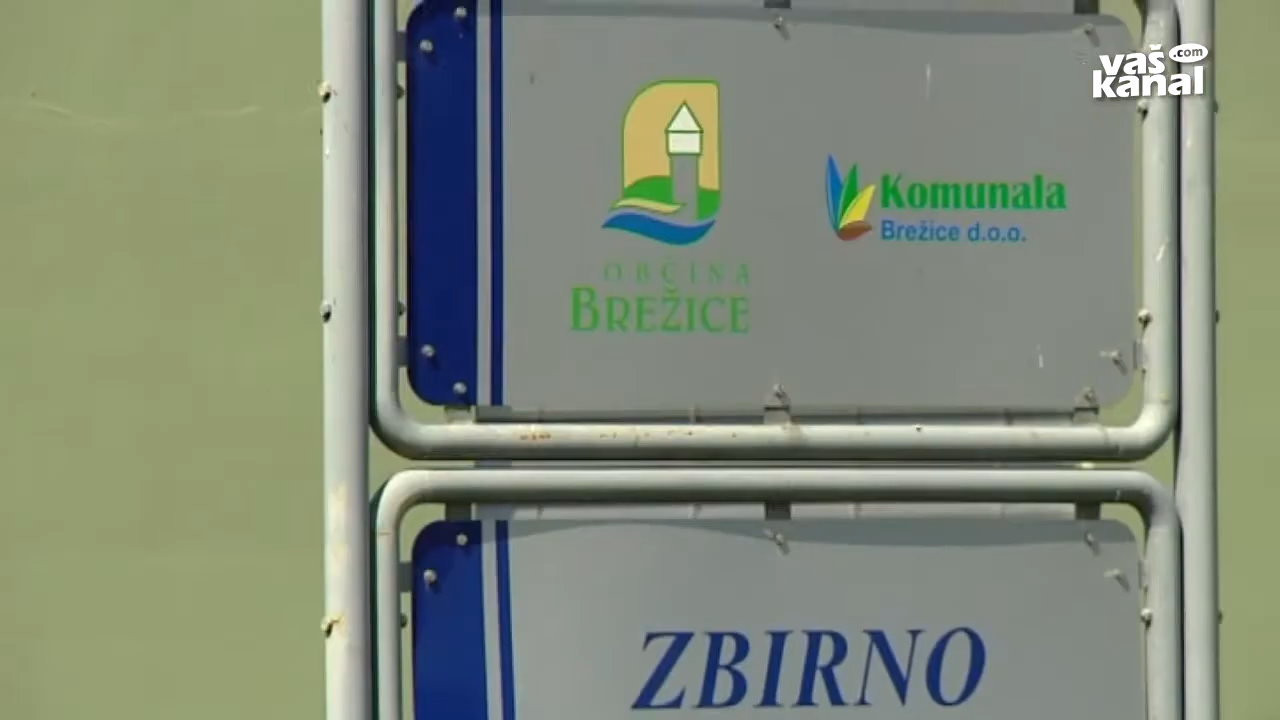 vaš
.com
kanal
OBČINA
BREŽICE
Komunala
Brežice d.o.o.
ZBIRNO